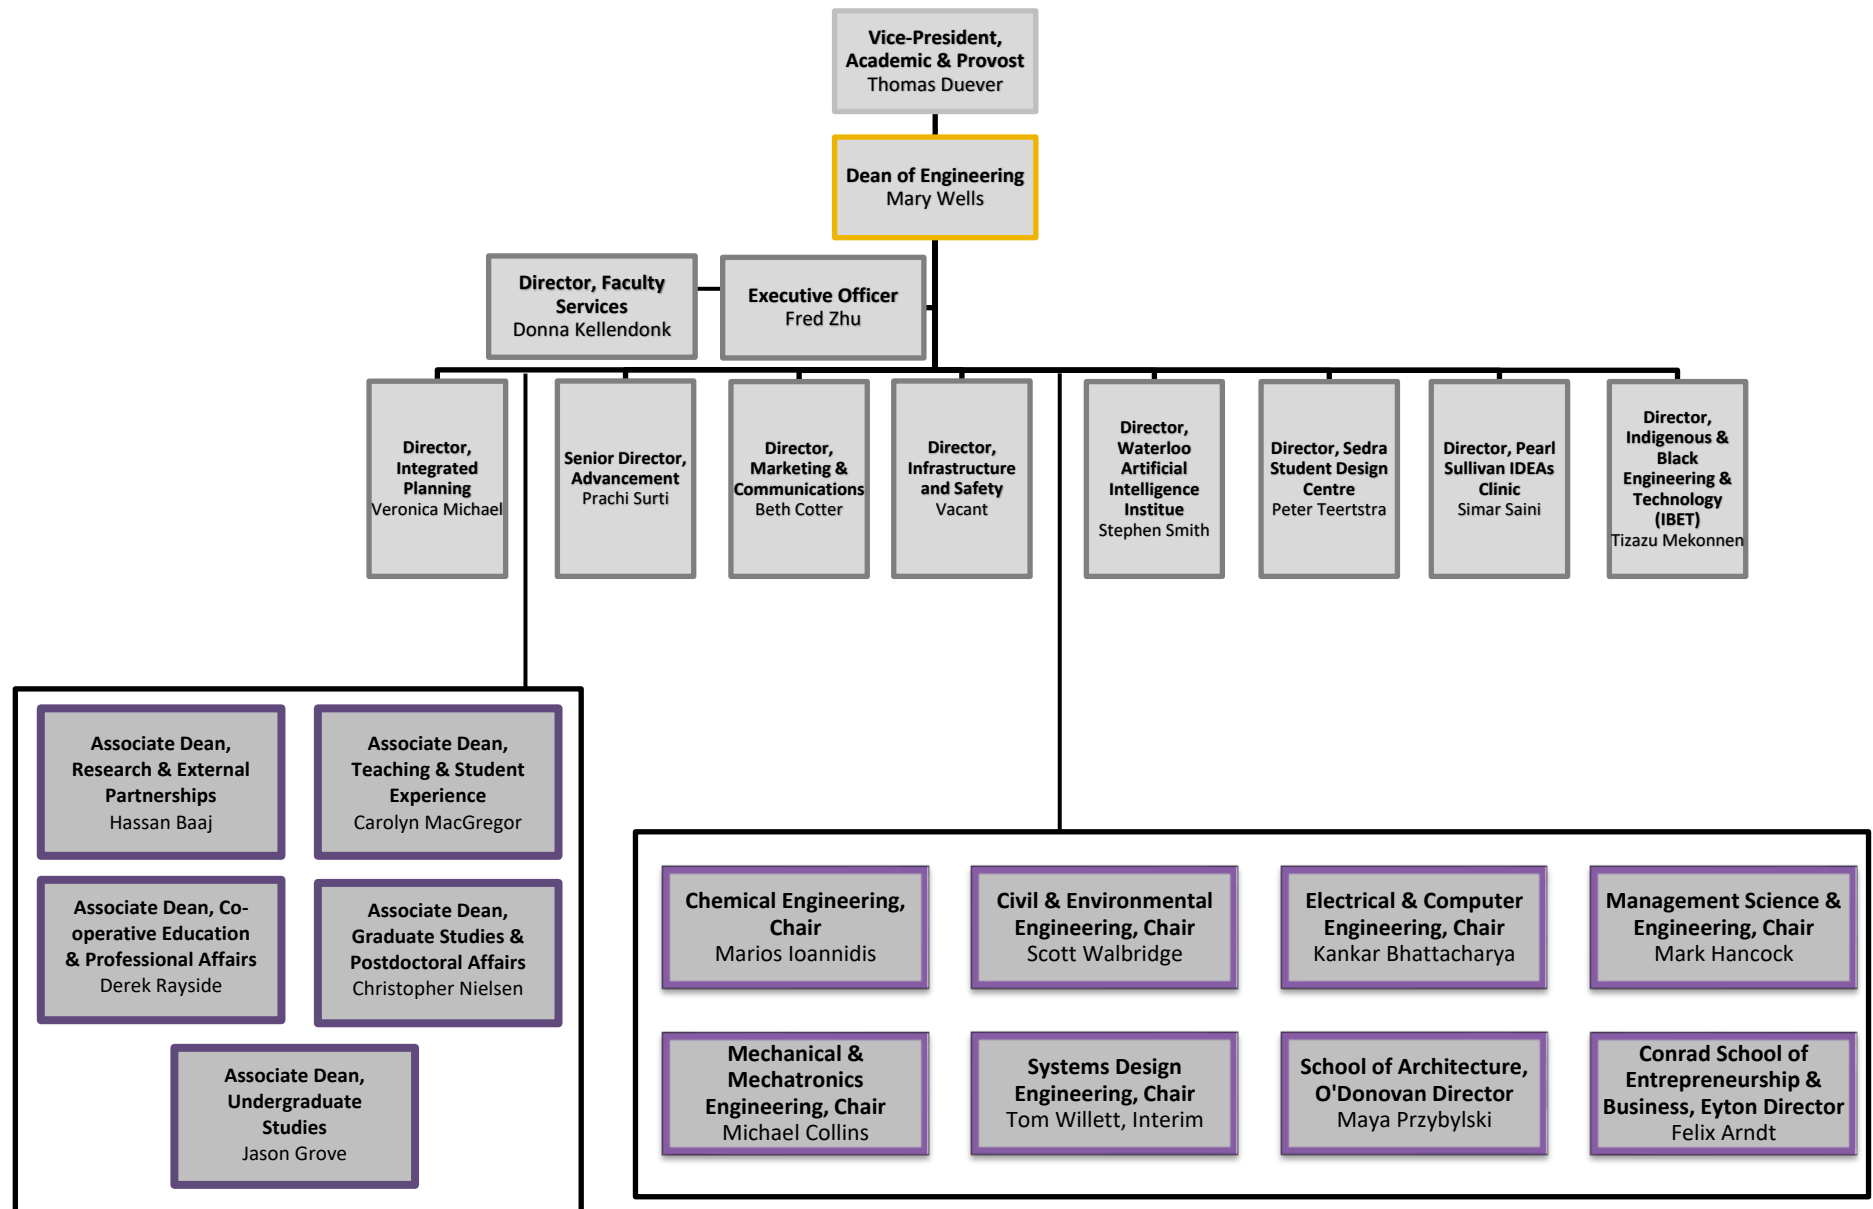 Vice-President,
Academic & Provost
Thomas Duever
Dean of Engineering
Mary Wells
Director, Faculty
Services
Donna Kellendonk
Executive Officer
Fred Zhu
Director,
Integrated
Planning
Veronica Michael
Senior Director,
Advancement
Prachi Surti
Director,
Marketing &
Communications
Beth Cotter
Director,
Infrastructure
and Safety
Vacant
Director,
Waterloo
Artificial
Intelligence
Institue
Stephen Smith
Director, Sedra
Student Design
Centre
Peter Teertstra
Director, Pearl
Sullivan IDEAs
Clinic
Simar Saini
Director,
Indigenous &
Black
Engineering &
Technology
(IBET)
Tizazu Mekonnen
Associate Dean,
Research & External
Partnerships
Hassan Baaj
Associate Dean,
Teaching & Student
Experience
Carolyn MacGregor
Associate Dean, Co-
operative Education
& Professional Affairs
Derek Rayside
Associate Dean,
Graduate Studies &
Postdoctoral Affairs
Christopher Nielsen
Associate Dean,
Undergraduate
Studies
Jason Grove
Chemical Engineering,
Chair
Marios Ioannidis
Civil & Environmental
Engineering, Chair
Scott Walbridge
Electrical & Computer
Engineering, Chair
Kankar Bhattacharya
Management Science &
Engineering, Chair
Mark Hancock
Mechanical &
Mechatronics
Engineering, Chair
Michael Collins
Systems Design
Engineering, Chair
Tom Willett, Interim
School of Architecture,
O'Donovan Director
Maya Przybylski
Conrad School of
Entrepreneurship &
Business, Eyton Director
Felix Arndt